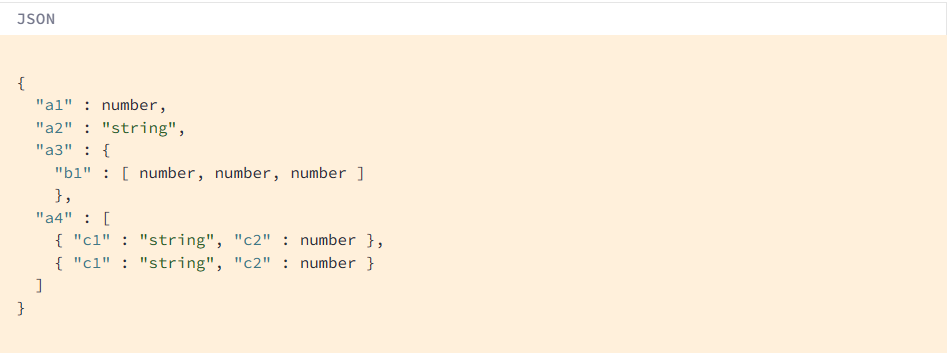 JSON
{
  "a1" : number,
  "a2" : "string",
  "a3" : {
    "b1" : [ number, number, number ]
    },
  "a4" : [
    { "c1" : "string", "c2" : number },
    { "c1" : "string", "c2" : number }
  ]
}